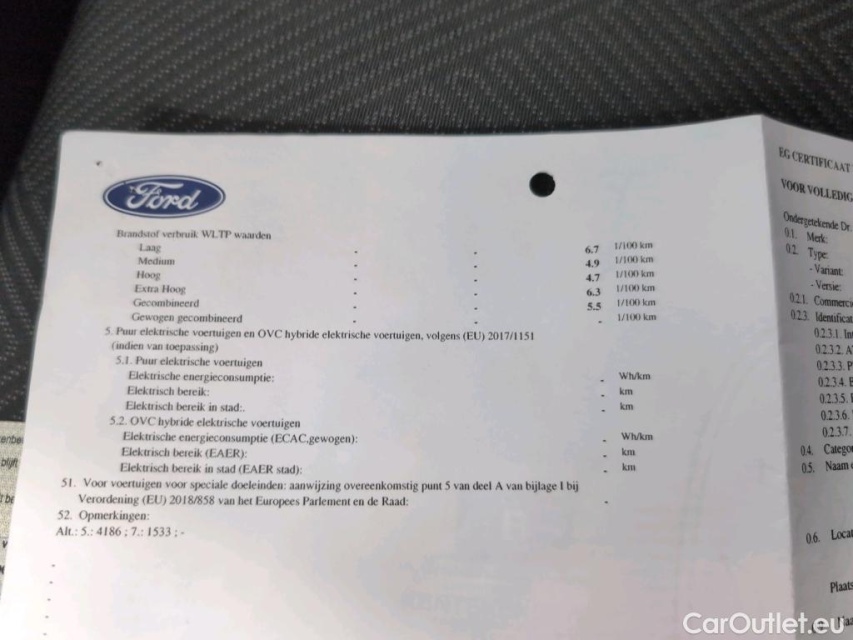 Ford
Brandstof verbruik WLTP waarden
Laag - - 6.7 l/100 km
Medium - - 4.9 l/100 km
Hoog - - 4.7 l/100 km
Extra Hoog - - 6.3 l/100 km
Gecombineerd - - 5.5 l/100 km
Gewogen gecombineerd - - - l/100 km
5. Puur elektrische voertuigen en OVC hybride elektrische voertuigen, volgens (EU) 2017/1151
(indien van toepassing)
5.1. Puur elektrische voertuigen
Elektrische energieconsumptie: - Wh/km
Elektrisch bereik: - km
Elektrisch bereik in stad:. - km
5.2. OVC hybride elektrische voertuigen
Elektrische energieconsumptie (ECAC,gewogen): - Wh/km
Elektrisch bereik (EAER): - km
Elektrisch bereik in stad (EAER stad): - km
51. Voor voertuigen voor speciale doeleinden: aanwijzing overeenkomstig punt 5 van deel A van bijlage I bij
Verordening (EU) 2018/858 van het Europees Parlement en de Raad: -
52. Opmerkingen:
Alt.: 5.: 4186 ; 7.: 1533 ; -
-
-
-
-
-
EG CERTIFICAAT
VOOR VOLLEDIG
Ondergetekende Dr.
0.1. Merk:
0.2. Type:
- Variant:
- Versie:
0.2.1. Commerci
0.2.3. Identificat
0.2.3.1. In
0.2.3.2. A
0.2.3.3. P
0.2.3.4. B
0.2.3.5.
0.2.3.6.
0.2.3.7.
0.4. Categor
0.5. Naam
0.6. Locat
Plaats
blijft
CarOutlet.eu